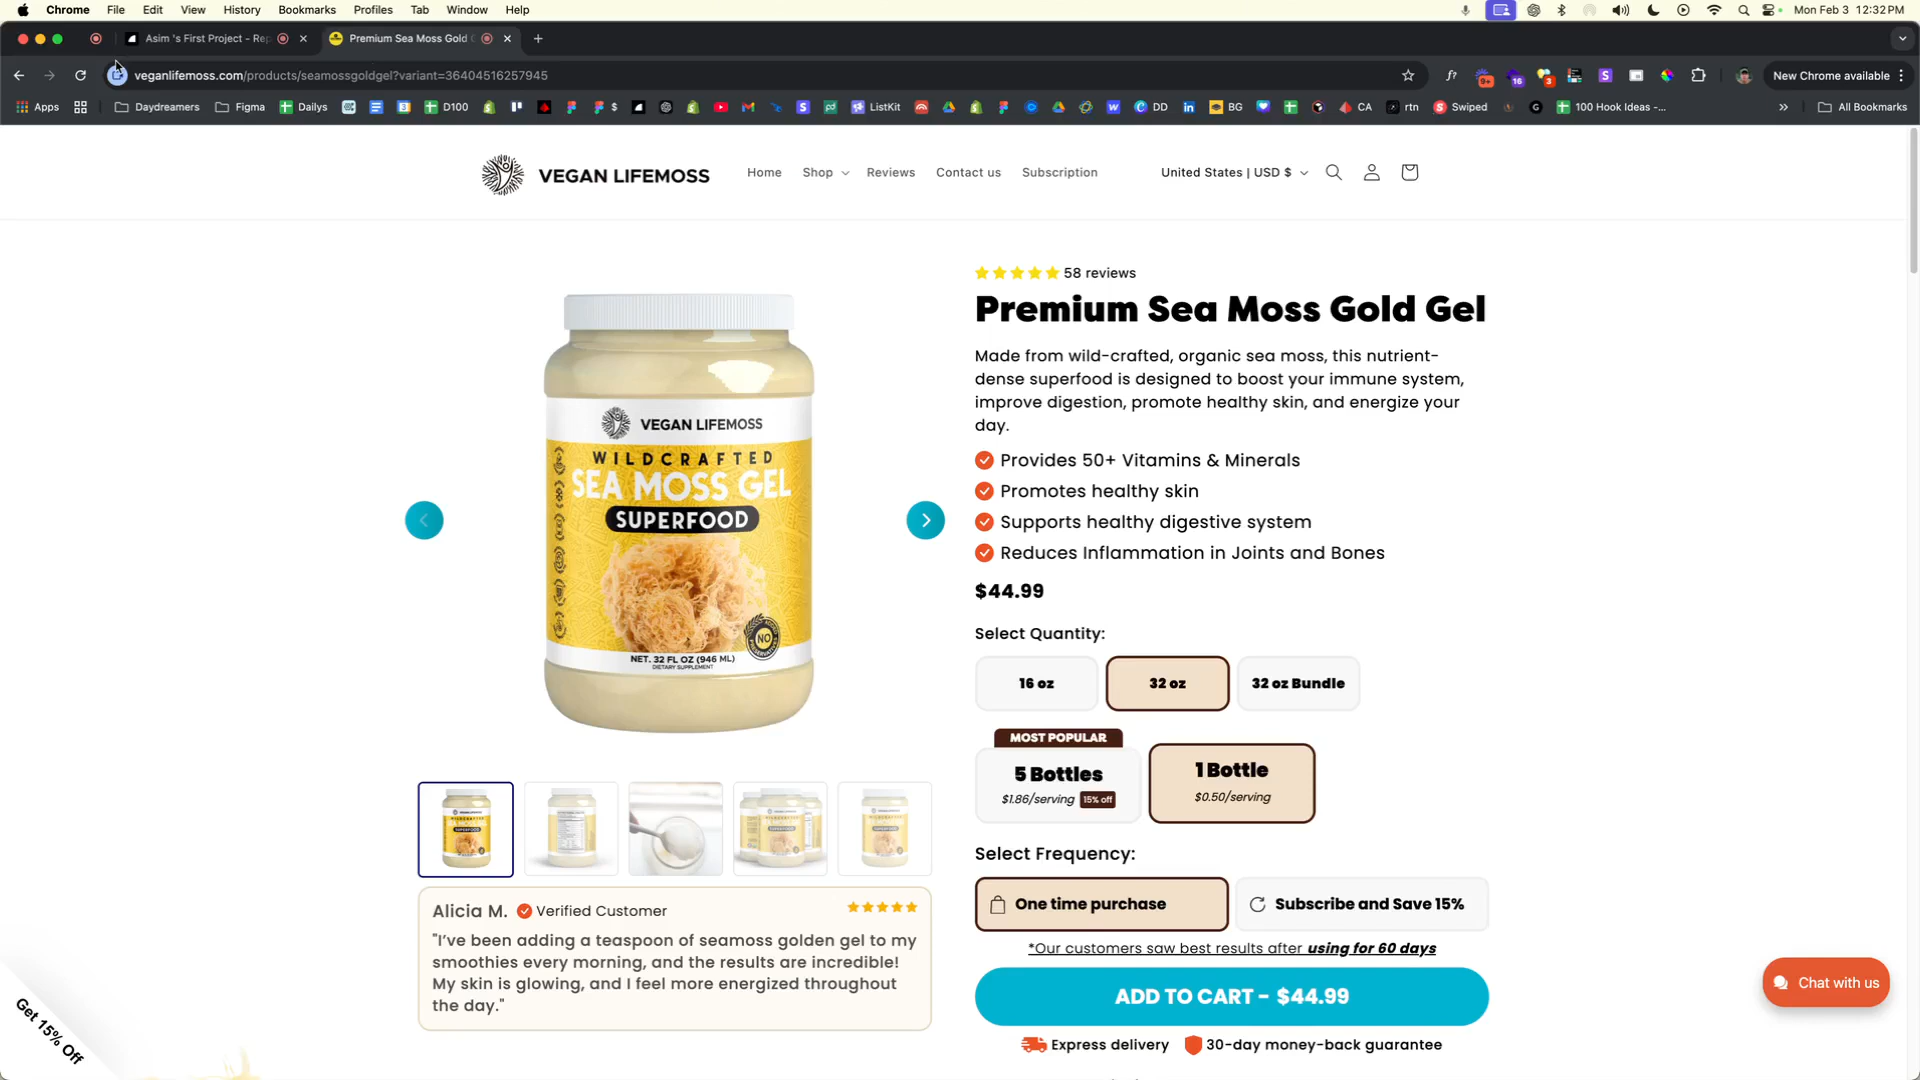 Chrome File Edit View History Bookmarks Profiles Tab Window Help Mon Feb 3 12:32 PM
Asim 's First Project - Rep Premium Sea Moss Gold
veganlifemoss.com/products/seamossgoldgel?variant=36404516257945 f? 9+ 16 3 New Chrome available
Apps Daydreamers Figma Dailys D100 $ ListKit DD BG CA rtn Swiped 100 Hook Ideas -... All Bookmarks
VEGAN LIFEMOSS Home Shop Reviews Contact us Subscription United States | USD $
58 reviews
Premium Sea Moss Gold Gel
Made from wild-crafted, organic sea moss, this nutrient-
dense superfood is designed to boost your immune system,
improve digestion, promote healthy skin, and energize your
day.
Provides 50+ Vitamins & Minerals
Promotes healthy skin
Supports healthy digestive system
Reduces Inflammation in Joints and Bones
$44.99
Select Quantity:
16 oz 32 oz 32 oz Bundle
MOST POPULAR
5 Bottles
$1.86/serving 15% off
1 Bottle
$0.50/serving
Select Frequency:
One time purchase Subscribe and Save 15%
*Our customers saw best results after using for 60 days
ADD TO CART - $44.99
Express delivery 30-day money-back guarantee
VEGAN LIFEMOSS
WILDCRAFTED
SEA MOSS GEL
SUPERFOOD
NO
NET. 32 FL OZ (946 ML)
DIETARY SUPPLEMENT
Alicia M. Verified Customer
"I've been adding a teaspoon of seamoss golden gel to my
smoothies every morning, and the results are incredible!
My skin is glowing, and I feel more energized throughout
the day."
Get 15% Off
Chat with us